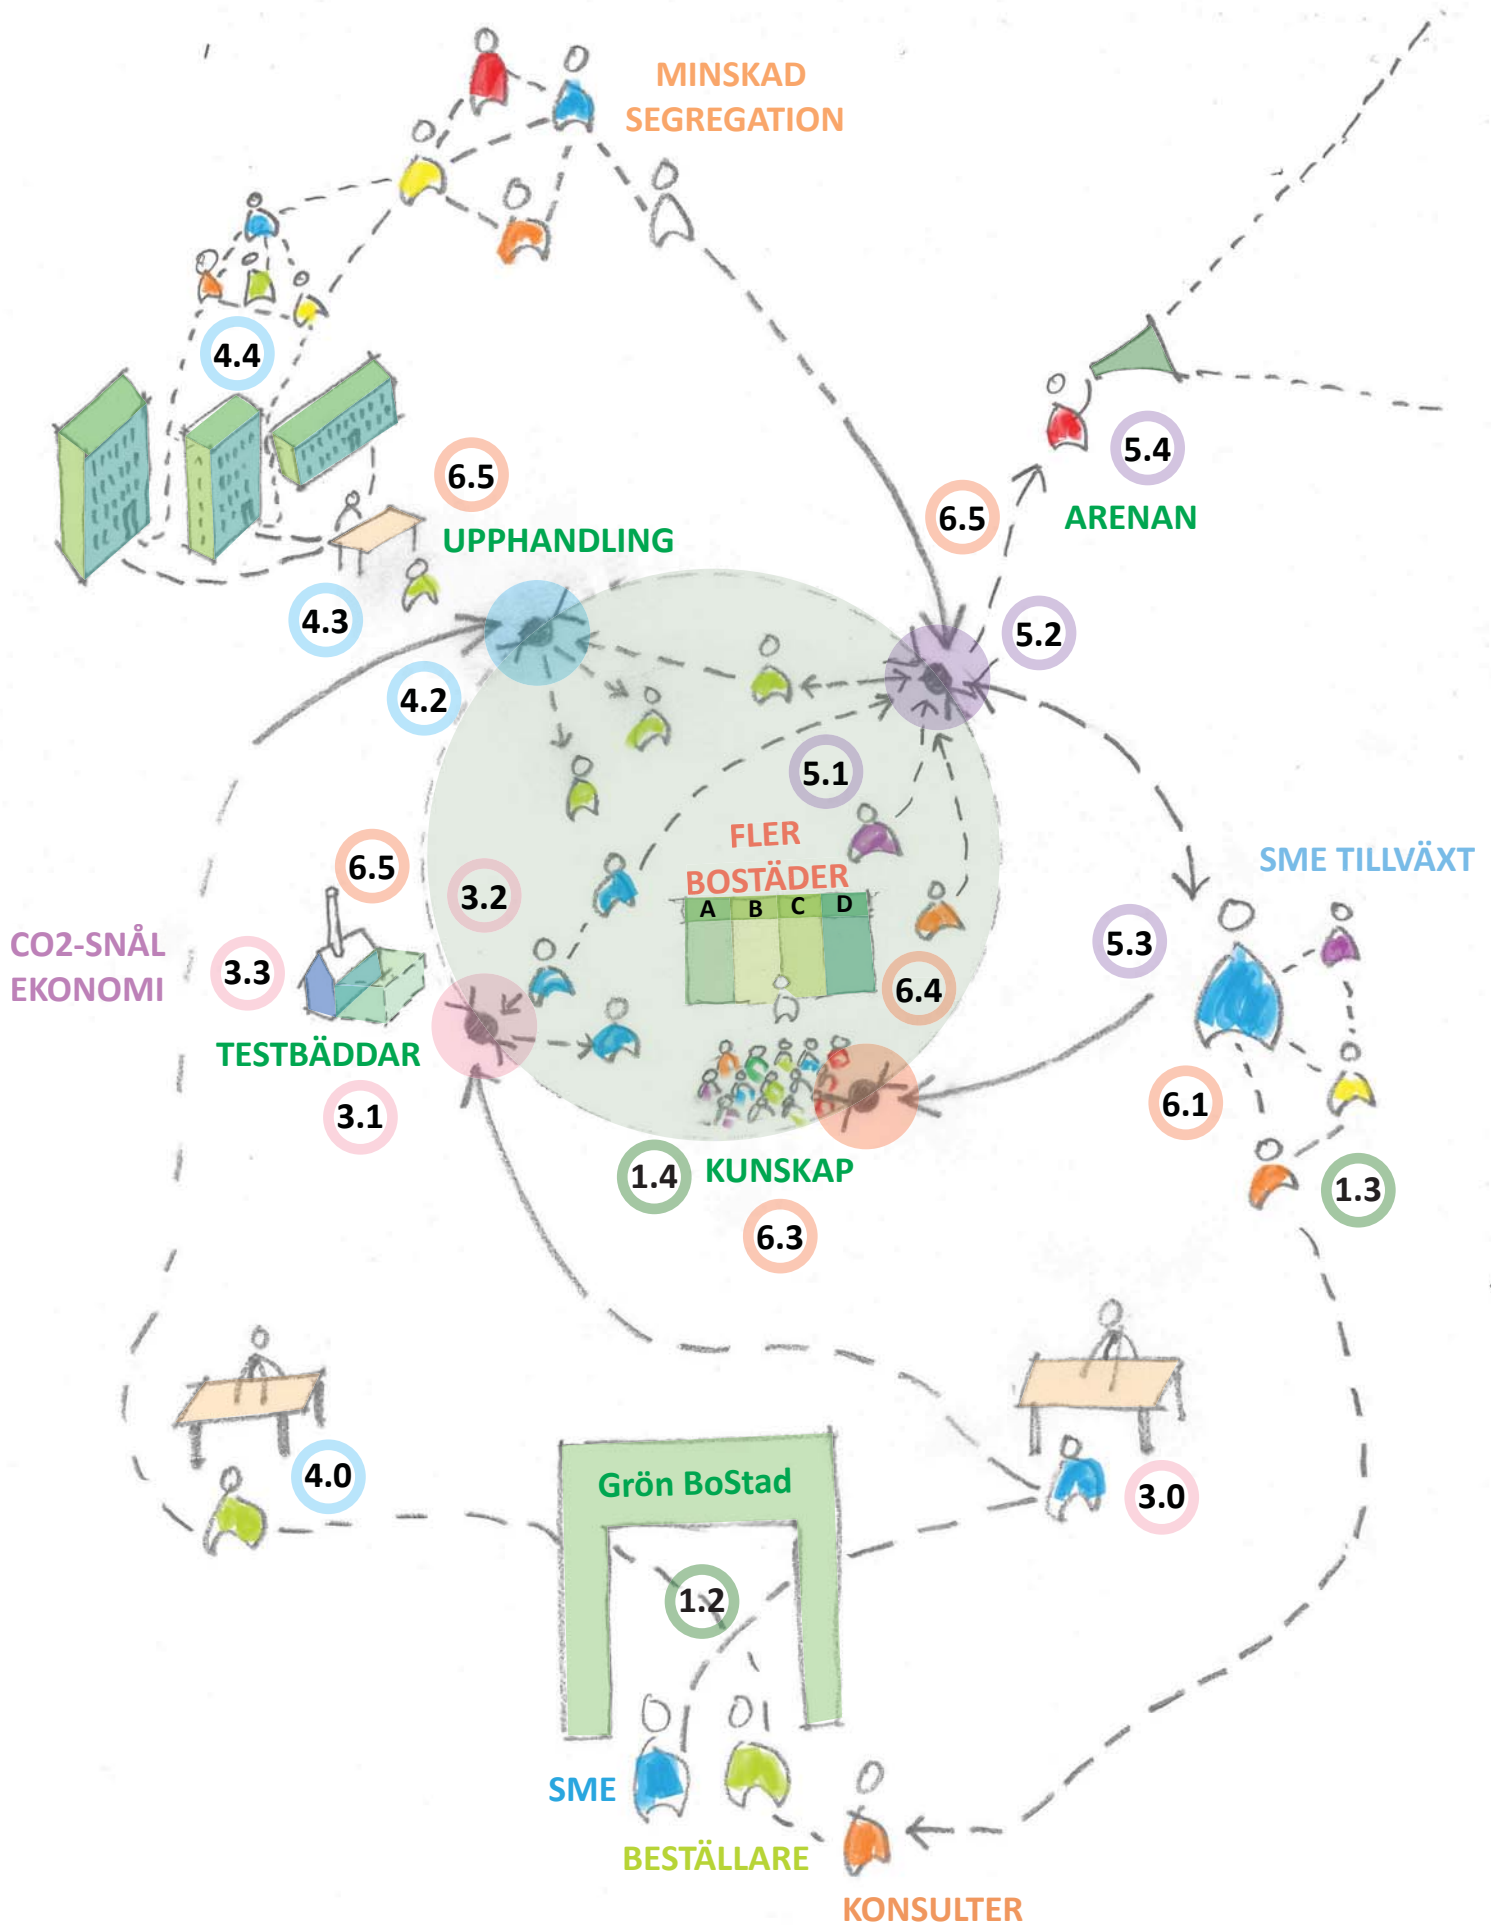 MINSKAD
SEGREGATION
4.4
5.4
6.5
6.5
ARENAN
UPPHANDLING
4.3
5.2
4.2
5.1
FLER
BOSTÄDER
SME TILLVÄXT
6.5
3.2
A B C D
CO2-SNÅL
EKONOMI
3.3
5.3
6.4
TESTBÄDDAR
3.1
6.1
1.4
KUNSKAP
1.3
6.3
4.0
Grön BoStad
3.0
1.2
SME
BESTÄLLARE
KONSULTER